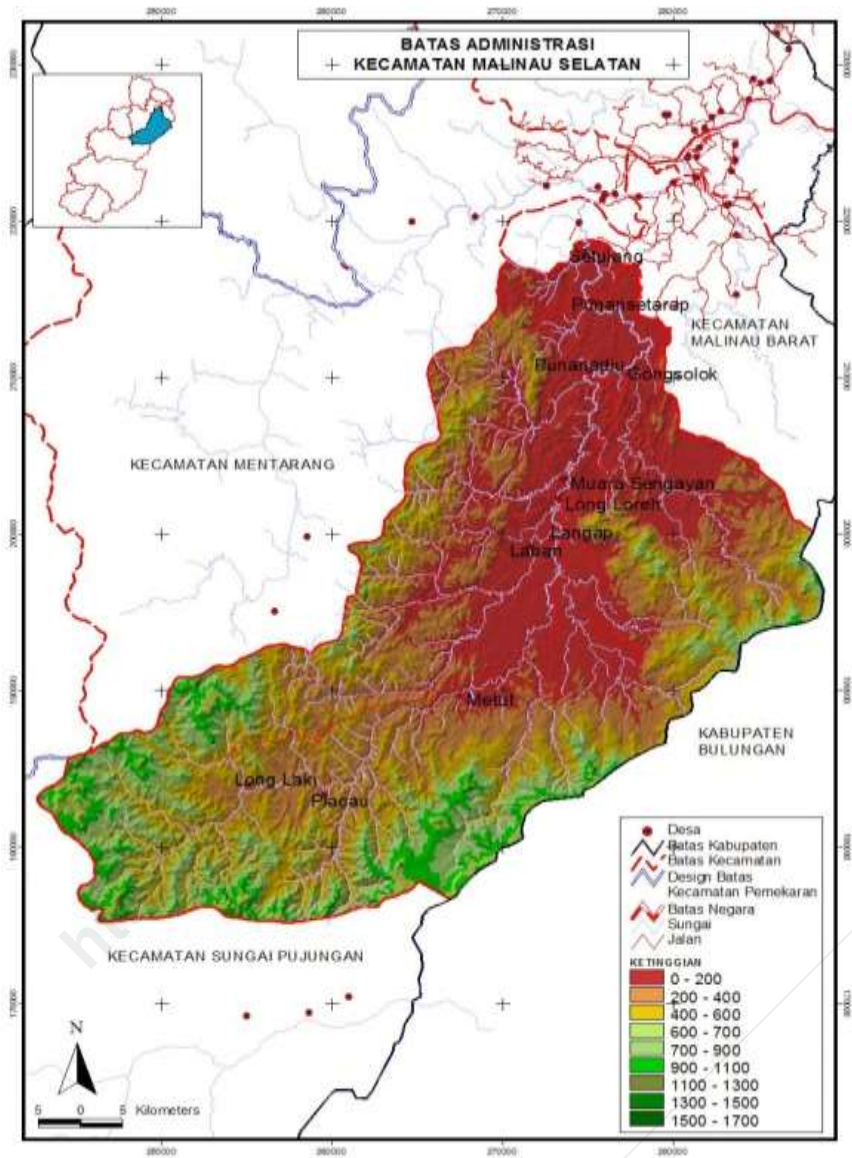 BATAS ADMINISTRASI
KECAMATAN MALINAU SELATAN
Setulang
Punansetarap
KECAMATAN
MALINAU BARAT
Gongsolok
KECAMATAN MENTARANG
Muara Sengayan
Long Loreh
Langap
Laban
Metut
KABUPATEN
BULUNGAN
Long Laki
Desa
Batas Kabupaten
Batas Kecamatan
Design Batas
Kecamatan Pemekaran
Batas Negara
Sungai
Jalan
KECAMATAN SUNGAI PUJUNGAN
KETINGGIAN
0 - 200
200 - 400
400 - 600
600 - 700
700 - 900
900 - 1100
1100 - 1300
1300 - 1500
1500 - 1700
N
5 0 5 Kilometers